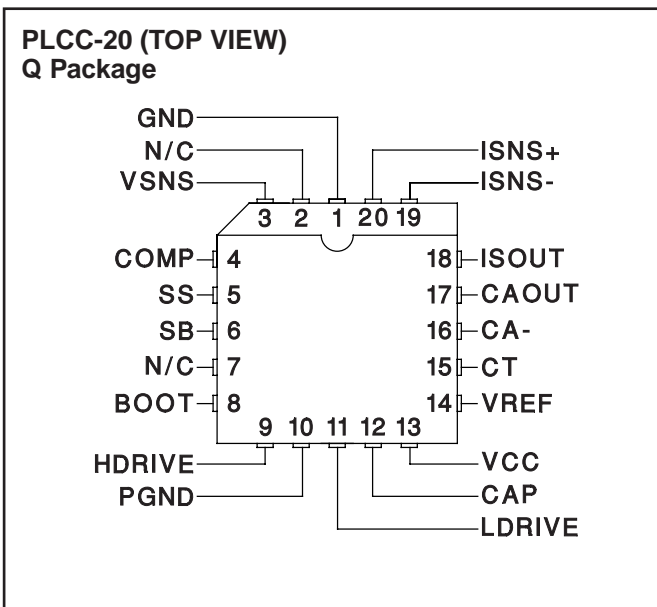 PLCC-20 (TOP VIEW)
Q Package
GND
N/C
VSNS
ISNS+
ISNS-
3 2 1 20 19
COMP 4
SS 5
SB 6
N/C 7
BOOT 8
18 ISOUT
17 CAOUT
16 CA-
15 CT
14 VREF
9 10 11 12 13
HDRIVE
PGND
VCC
CAP
LDRIVE